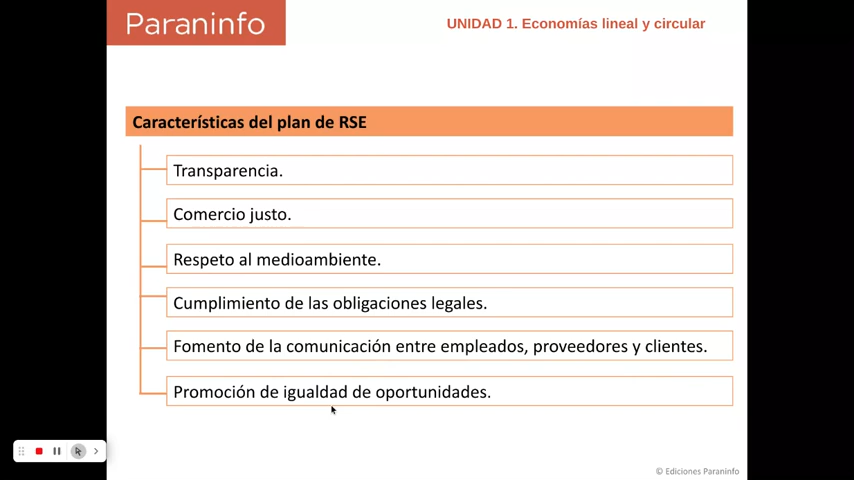 Paraninfo
UNIDAD 1. Economías lineal y circular
Características del plan de RSE
Transparencia.
Comercio justo.
Respeto al medioambiente.
Cumplimiento de las obligaciones legales.
Fomento de la comunicación entre empleados, proveedores y clientes.
Promoción de igualdad de oportunidades.
© Ediciones Paraninfo